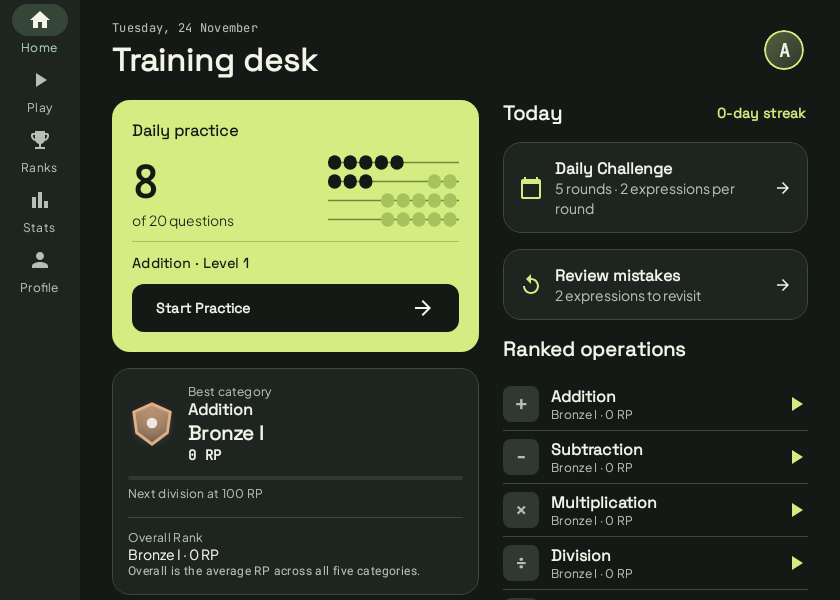 Home
Play
Ranks
Stats
Profile
Tuesday, 24 November
Training desk
A
Daily practice
8
of 20 questions
Addition · Level 1
Start Practice
Best category
Addition
Bronze I
0 RP
Next division at 100 RP
Overall Rank
Bronze I · 0 RP
Overall is the average RP across all five categories.
Today
0-day streak
Daily Challenge
5 rounds · 2 expressions per
round
Review mistakes
2 expressions to revisit
Ranked operations
+
Addition
Bronze I · 0 RP
−
Subtraction
Bronze I · 0 RP
×
Multiplication
Bronze I · 0 RP
÷
Division
Bronze I · 0 RP